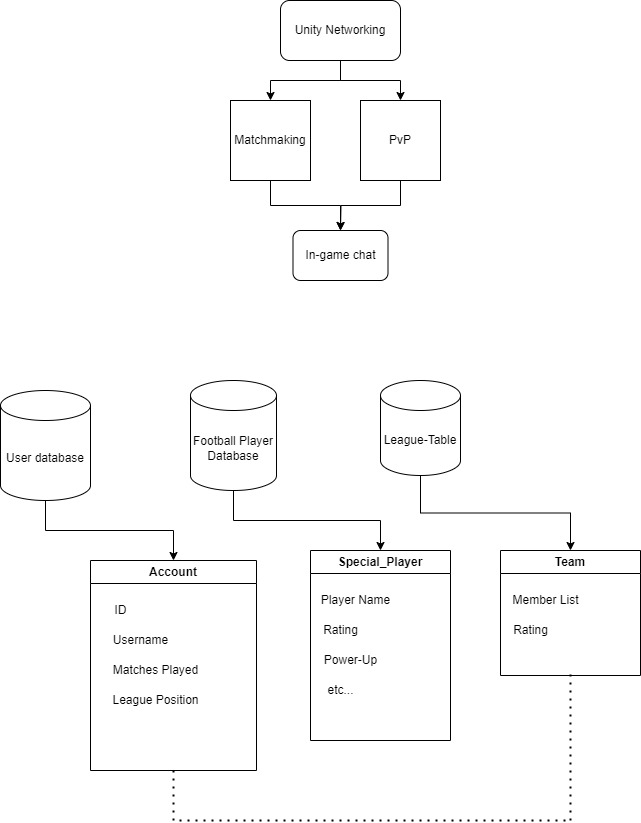 Unity Networking
Matchmaking
PvP
In-game chat
User database
Football Player
Database
League-Table
Account
ID
Username
Matches Played
League Position
Special_Player
Player Name
Rating
Power-Up
etc...
Team
Member List
Rating